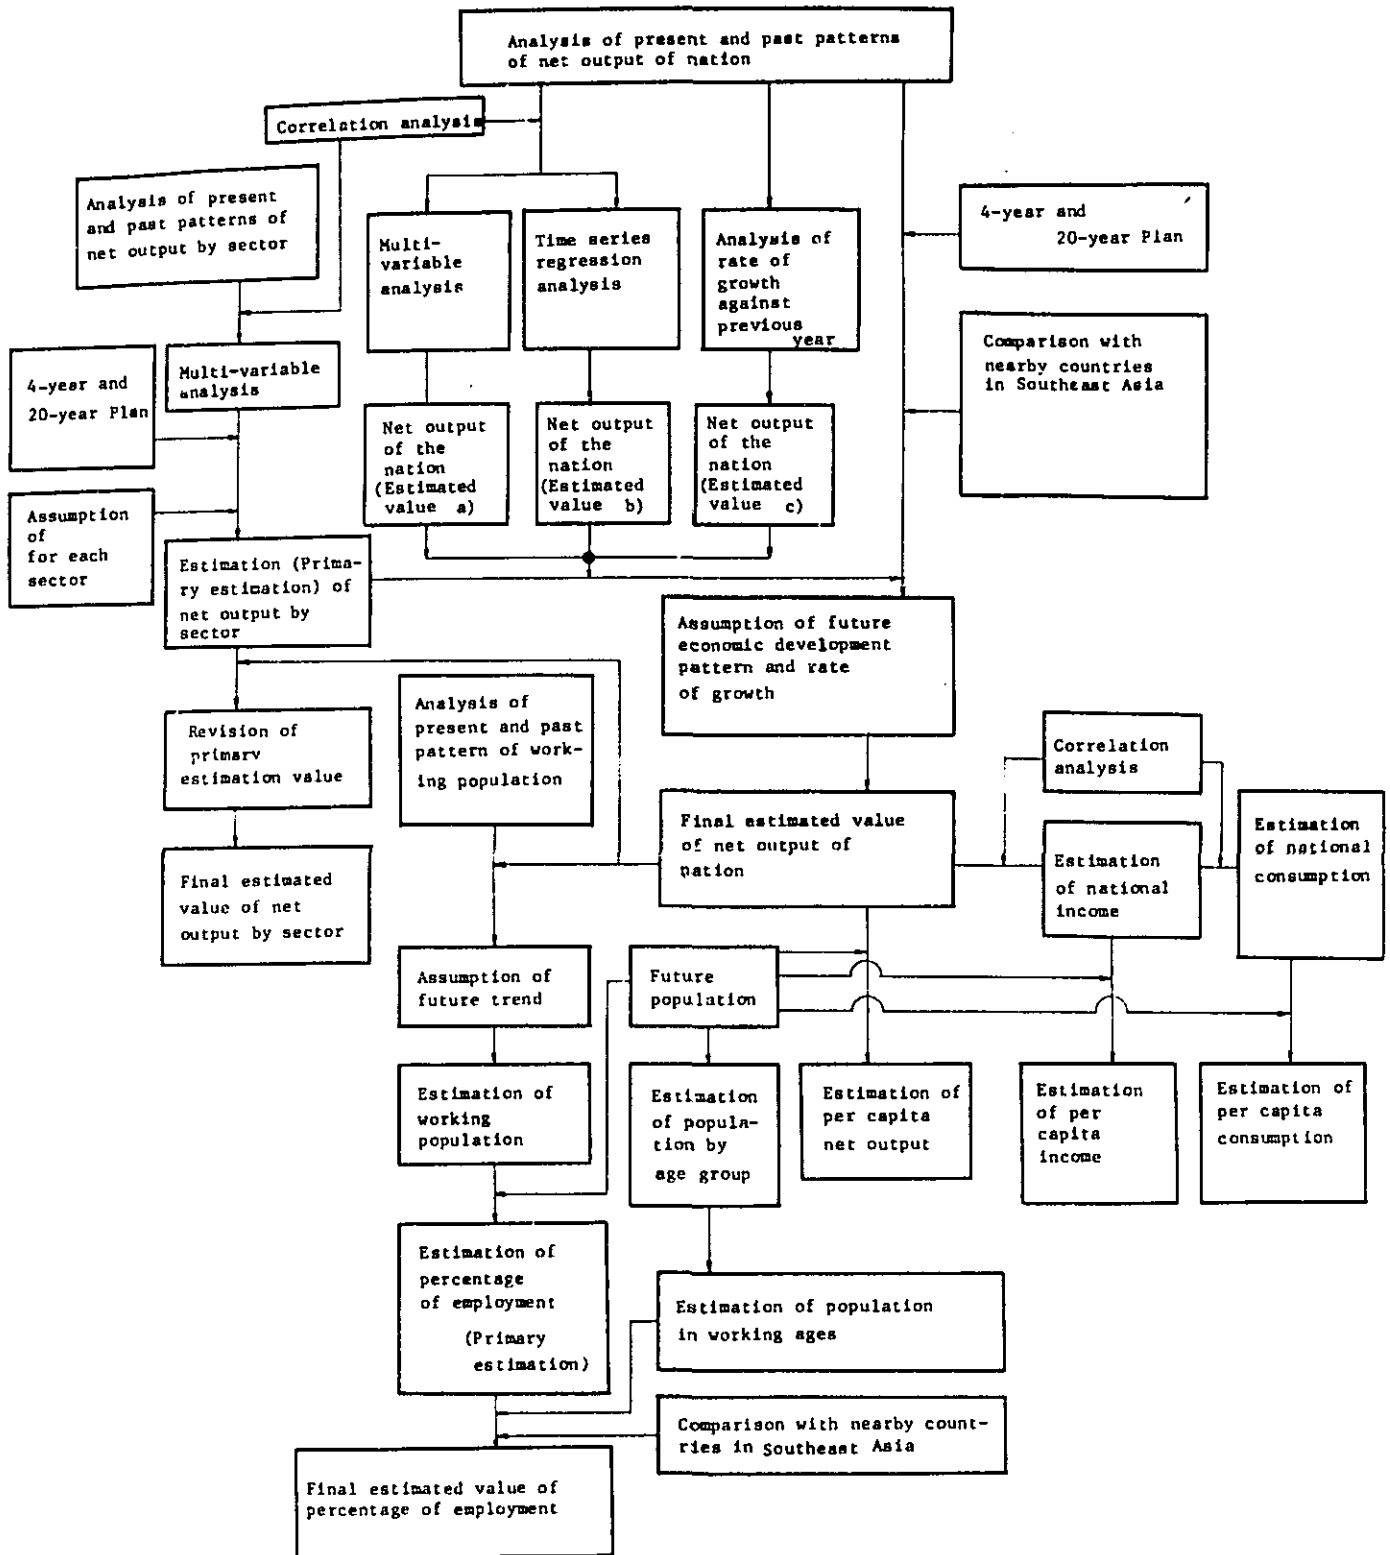 Analysis of present and past patterns
of net output of nation
Correlation analysis
Analysis of present
and past patterns of
net output by sector
Multi-
variable
analysis
Time series
regression
analysis
Analysis of
rate of
growth
against
previous
year
4-year and
20-year Plan
Comparison with
nearby countries
in Southeast Asia
4-year and
20-year Plan
Multi-variable
analysis
Net output
of the
nation
(Estimated
value a)
Net output
of the
nation
(Estimated
value b)
Net output
of the
nation
(Estimated
value c)
Assumption
of
for each
sector
Estimation (Prima-
ry estimation) of
net output by
sector
Assumption of future
economic development
pattern and rate
of growth
Analysis of
present and past
pattern of work-
ing population
Revision of
primary
estimation value
Correlation
analysis
Final estimated value
of net output of
nation
Estimation
of national
income
Estimation
of national
consumption
Final estimated
value of net
output by sector
Assumption of
future trend
Future
population
Estimation of
working
population
Estimation
of popula-
tion by
age group
Estimation of
per capita
net output
Estimation
of per
capita
income
Estimation of
per capita
consumption
Estimation of
percentage
of employment
(Primary
estimation)
Estimation of population
in working ages
Comparison with nearby coun-
tries in Southeast Asia
Final estimated value of
percentage of employment